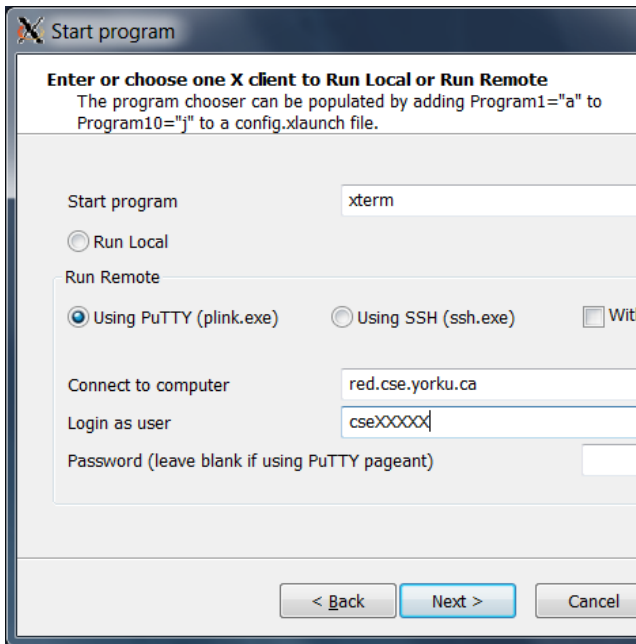 Start program
Enter or choose one X client to Run Local or Run Remote
The program chooser can be populated by adding Program1="a" to
Program10="j" to a config.xlaunch file.
Start program xterm
Run Local
Run Remote
Using PuTTY (plink.exe) Using SSH (ssh.exe)
Connect to computer red.cse.yorku.ca
Login as user cseXXXXX
Password (leave blank if using PuTTY pageant)
< Back Next > Cancel